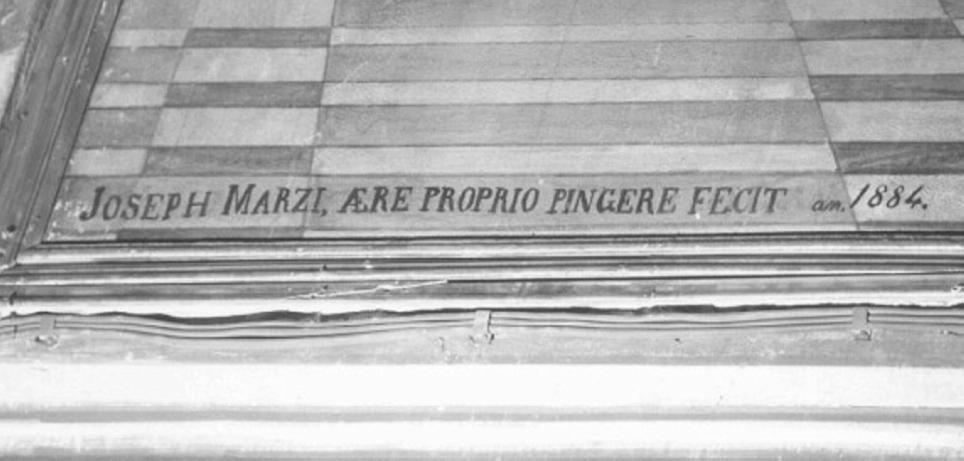 JOSEPH MARZI, ÆRE PROPRIO PINGERE FECIT an. 1884.